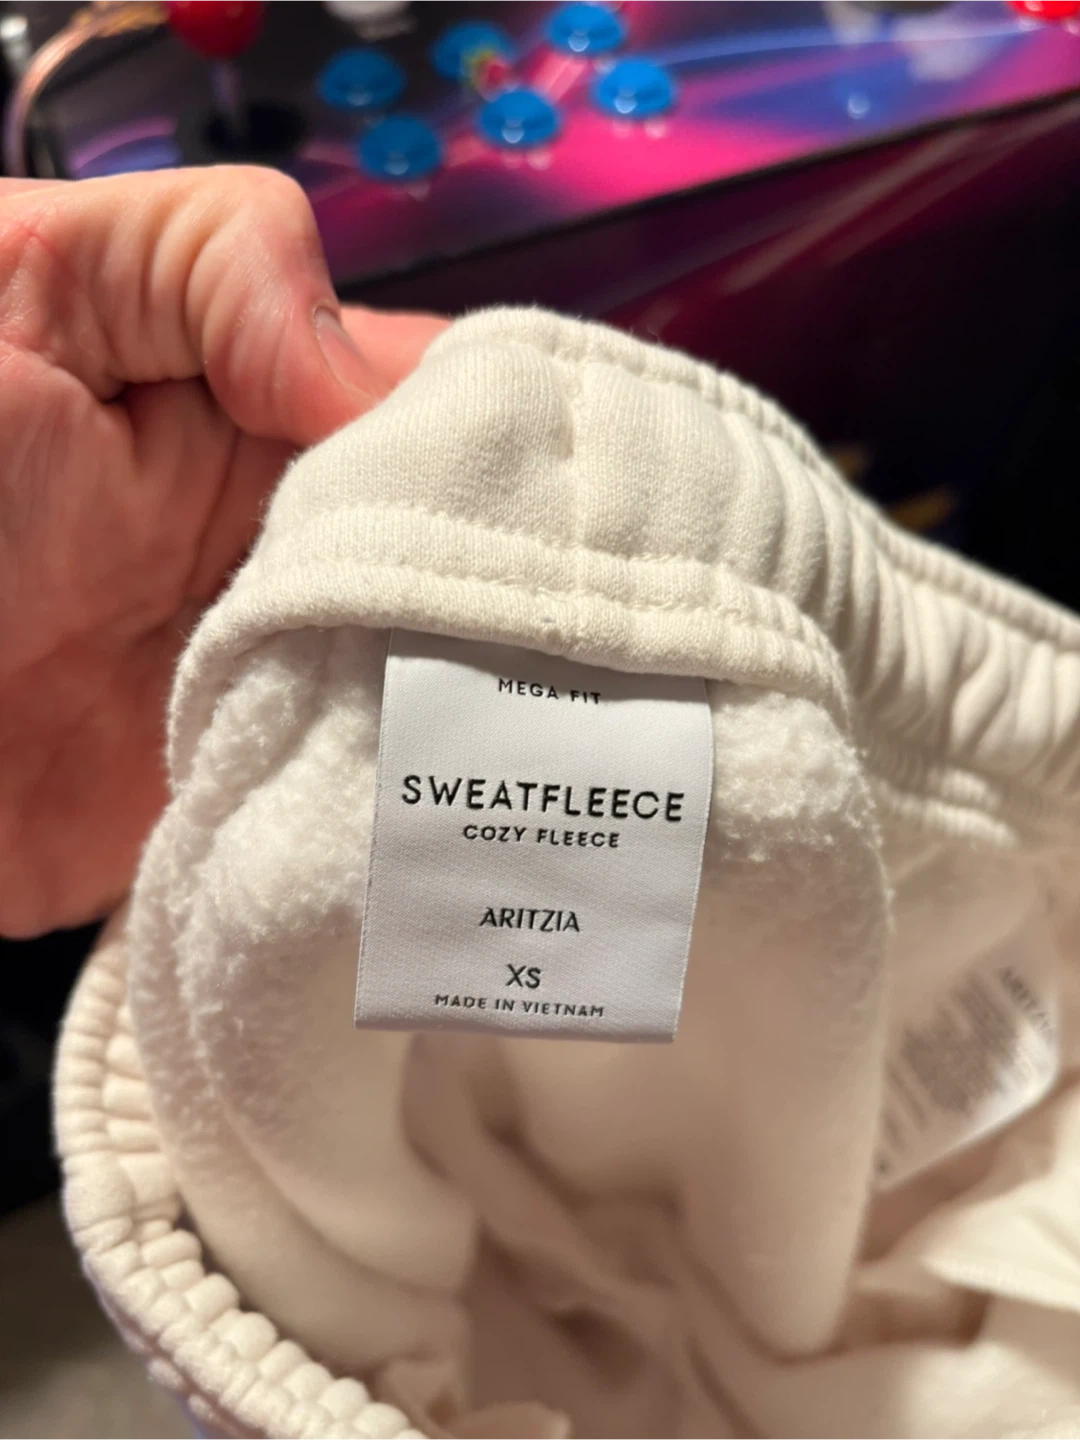 MEGA FIT
SWEATFLEECE
COZY FLEECE
ARITZIA
XS
MADE IN VIETNAM